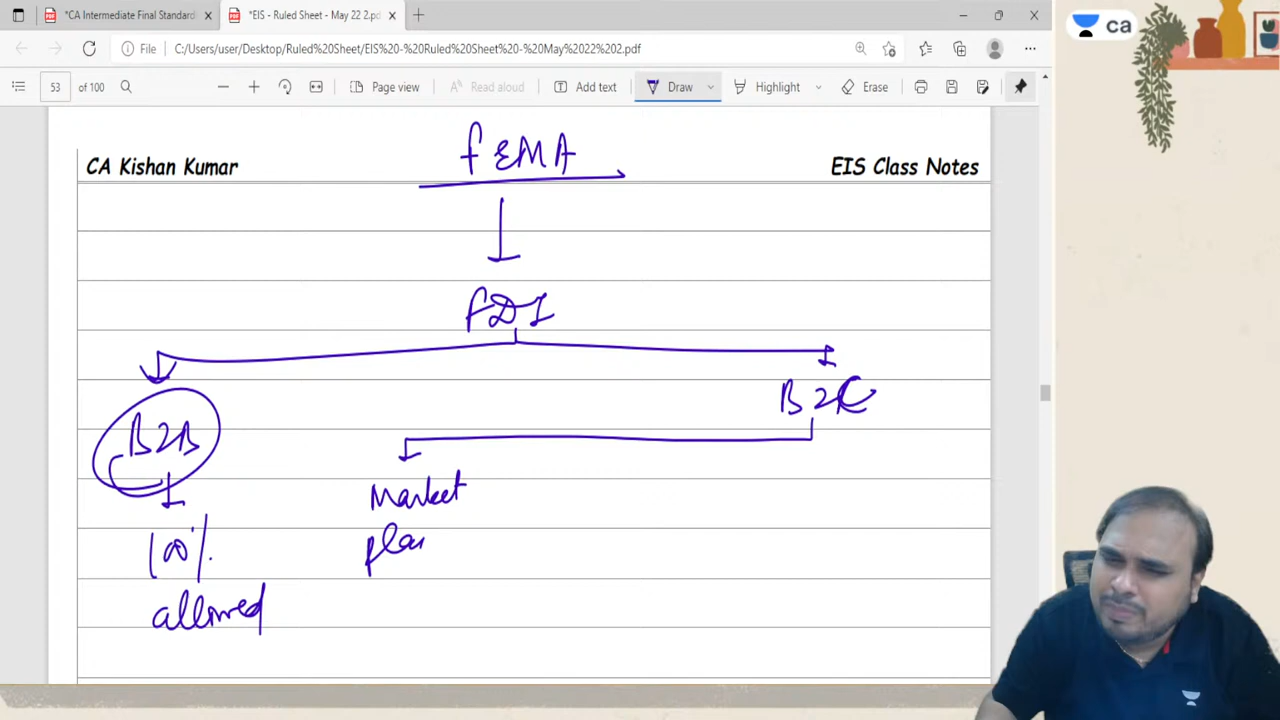 *CA Intermediate Final Standard
*EIS - Ruled Sheet - May 22 2.pd
File
C:/Users/user/Desktop/Ruled%20Sheet/EIS%20-%20Ruled%20Sheet%20-%20May%2022%202.pdf
53 of 100
Page view
Read aloud
Add text
Draw
Highlight
Erase
ca
CA Kishan Kumar
FEMA
EIS Class Notes
FDI
B2B
B2C
Market
plac
100%
allowed